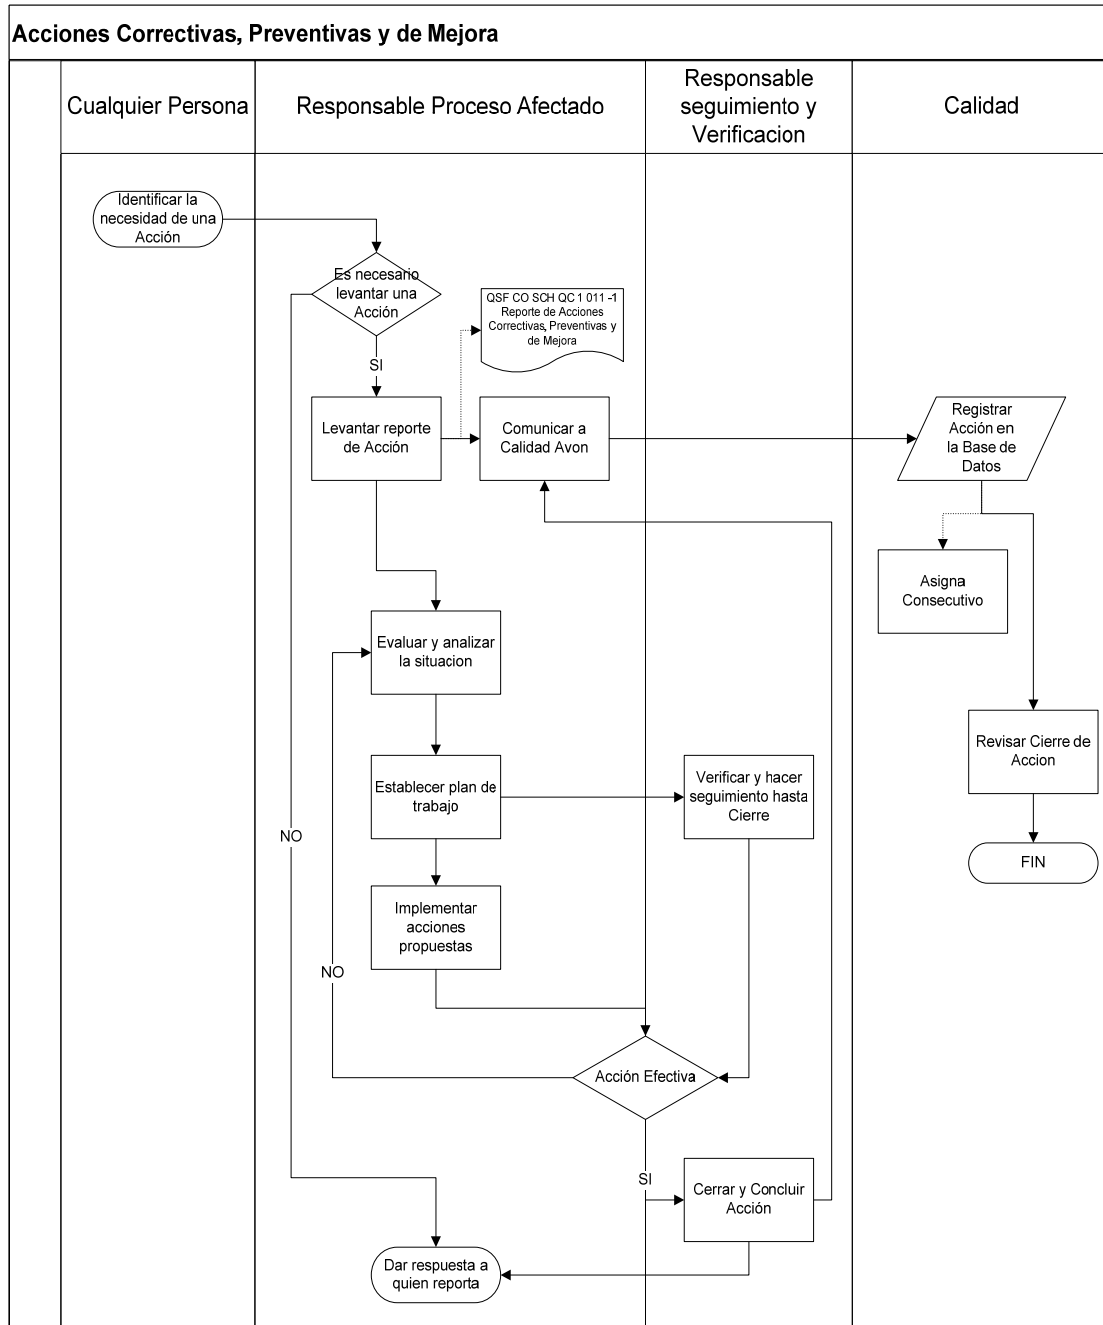 Acciones Correctivas, Preventivas y de Mejora
Cualquier Persona
Responsable Proceso Afectado
Responsable
seguimiento y
Verificacion
Calidad
Identificar la
necesidad de una
Acción
Es necesario
levantar una
Acción
QSF CO SCH QC 1 011 -1
Reporte de Acciones
Correctivas, Preventivas y
de Mejora
SI
Levantar reporte
de Acción
Comunicar a
Calidad Avon
Registrar
Acción en
la Base de
Datos
Asigna
Consecutivo
Evaluar y analizar
la situacion
Revisar Cierre de
Accion
Establecer plan de
trabajo
Verificar y hacer
seguimiento hasta
Cierre
NO
FIN
Implementar
acciones
propuestas
NO
Acción Efectiva
SI
Cerrar y Concluir
Acción
Dar respuesta a
quien reporta